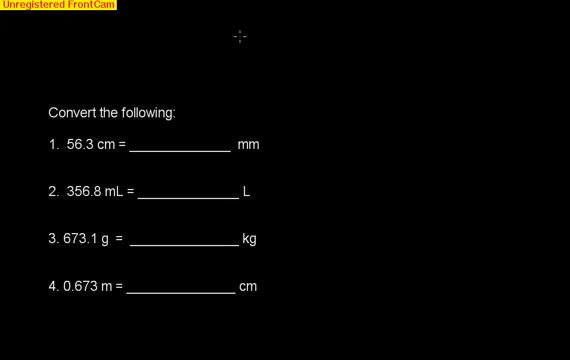 Unregistered FrontCam
Convert the following:
1. 56.3 cm = _____________ mm
2. 356.8 mL = _____________ L
3. 673.1 g = ______________ kg
4. 0.673 m = ______________ cm